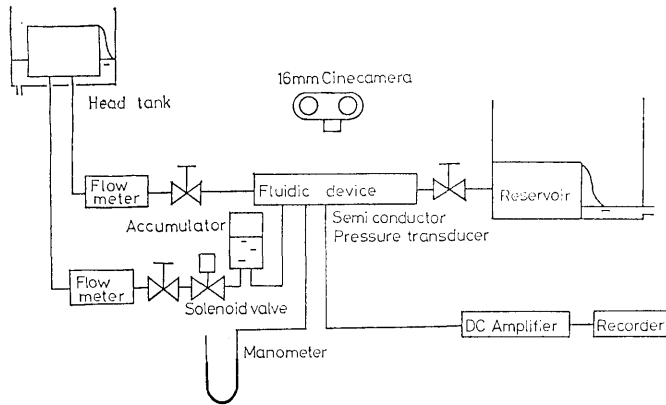 16mm Cinecamera
Head tank
Flow
meter
Fluidic device
Reservoir
Accumulator
Semi conductor
Pressure transducer
Flow
meter
Solenoid valve
DC Amplifier
Recorder
Manometer